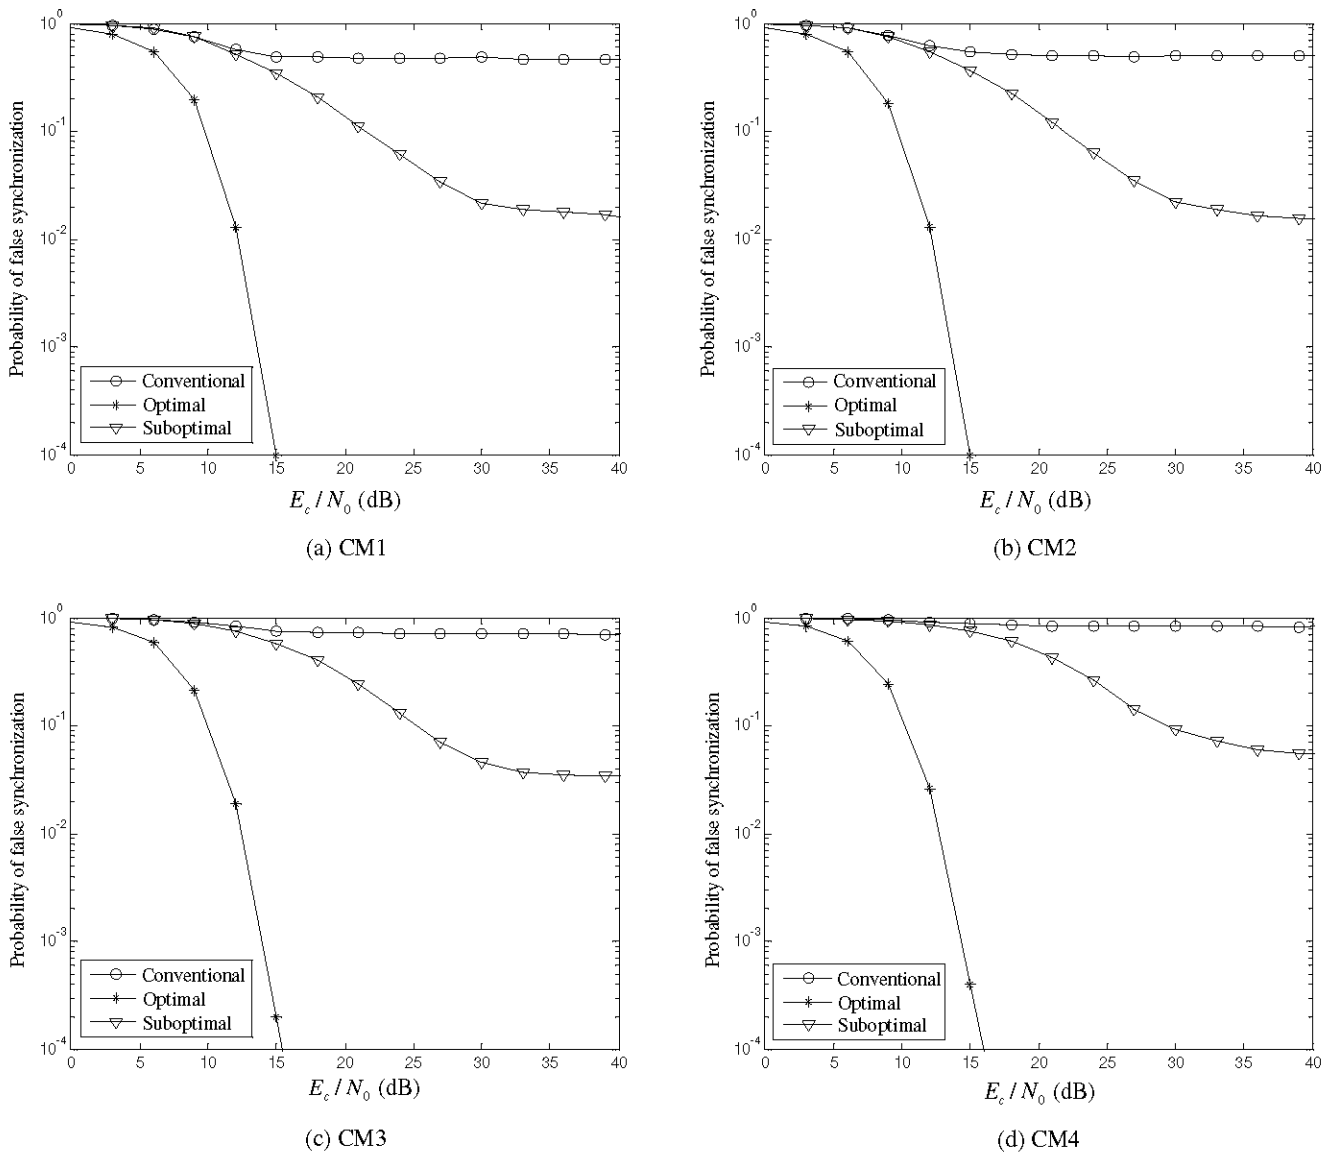 Probability of false synchronization
10^0
10^-1
10^-2
10^-3
10^-4
Conventional
Optimal
Suboptimal
0 5 10 15 20 25 30 35 40
E_c / N_0 (dB)
(a) CM1
Probability of false synchronization
10^0
10^-1
10^-2
10^-3
10^-4
Conventional
Optimal
Suboptimal
0 5 10 15 20 25 30 35 40
E_c / N_0 (dB)
(b) CM2
Probability of false synchronization
10^0
10^-1
10^-2
10^-3
10^-4
Conventional
Optimal
Suboptimal
0 5 10 15 20 25 30 35 40
E_c / N_0 (dB)
(c) CM3
Probability of false synchronization
10^0
10^-1
10^-2
10^-3
10^-4
Conventional
Optimal
Suboptimal
0 5 10 15 20 25 30 35 40
E_c / N_0 (dB)
(d) CM4